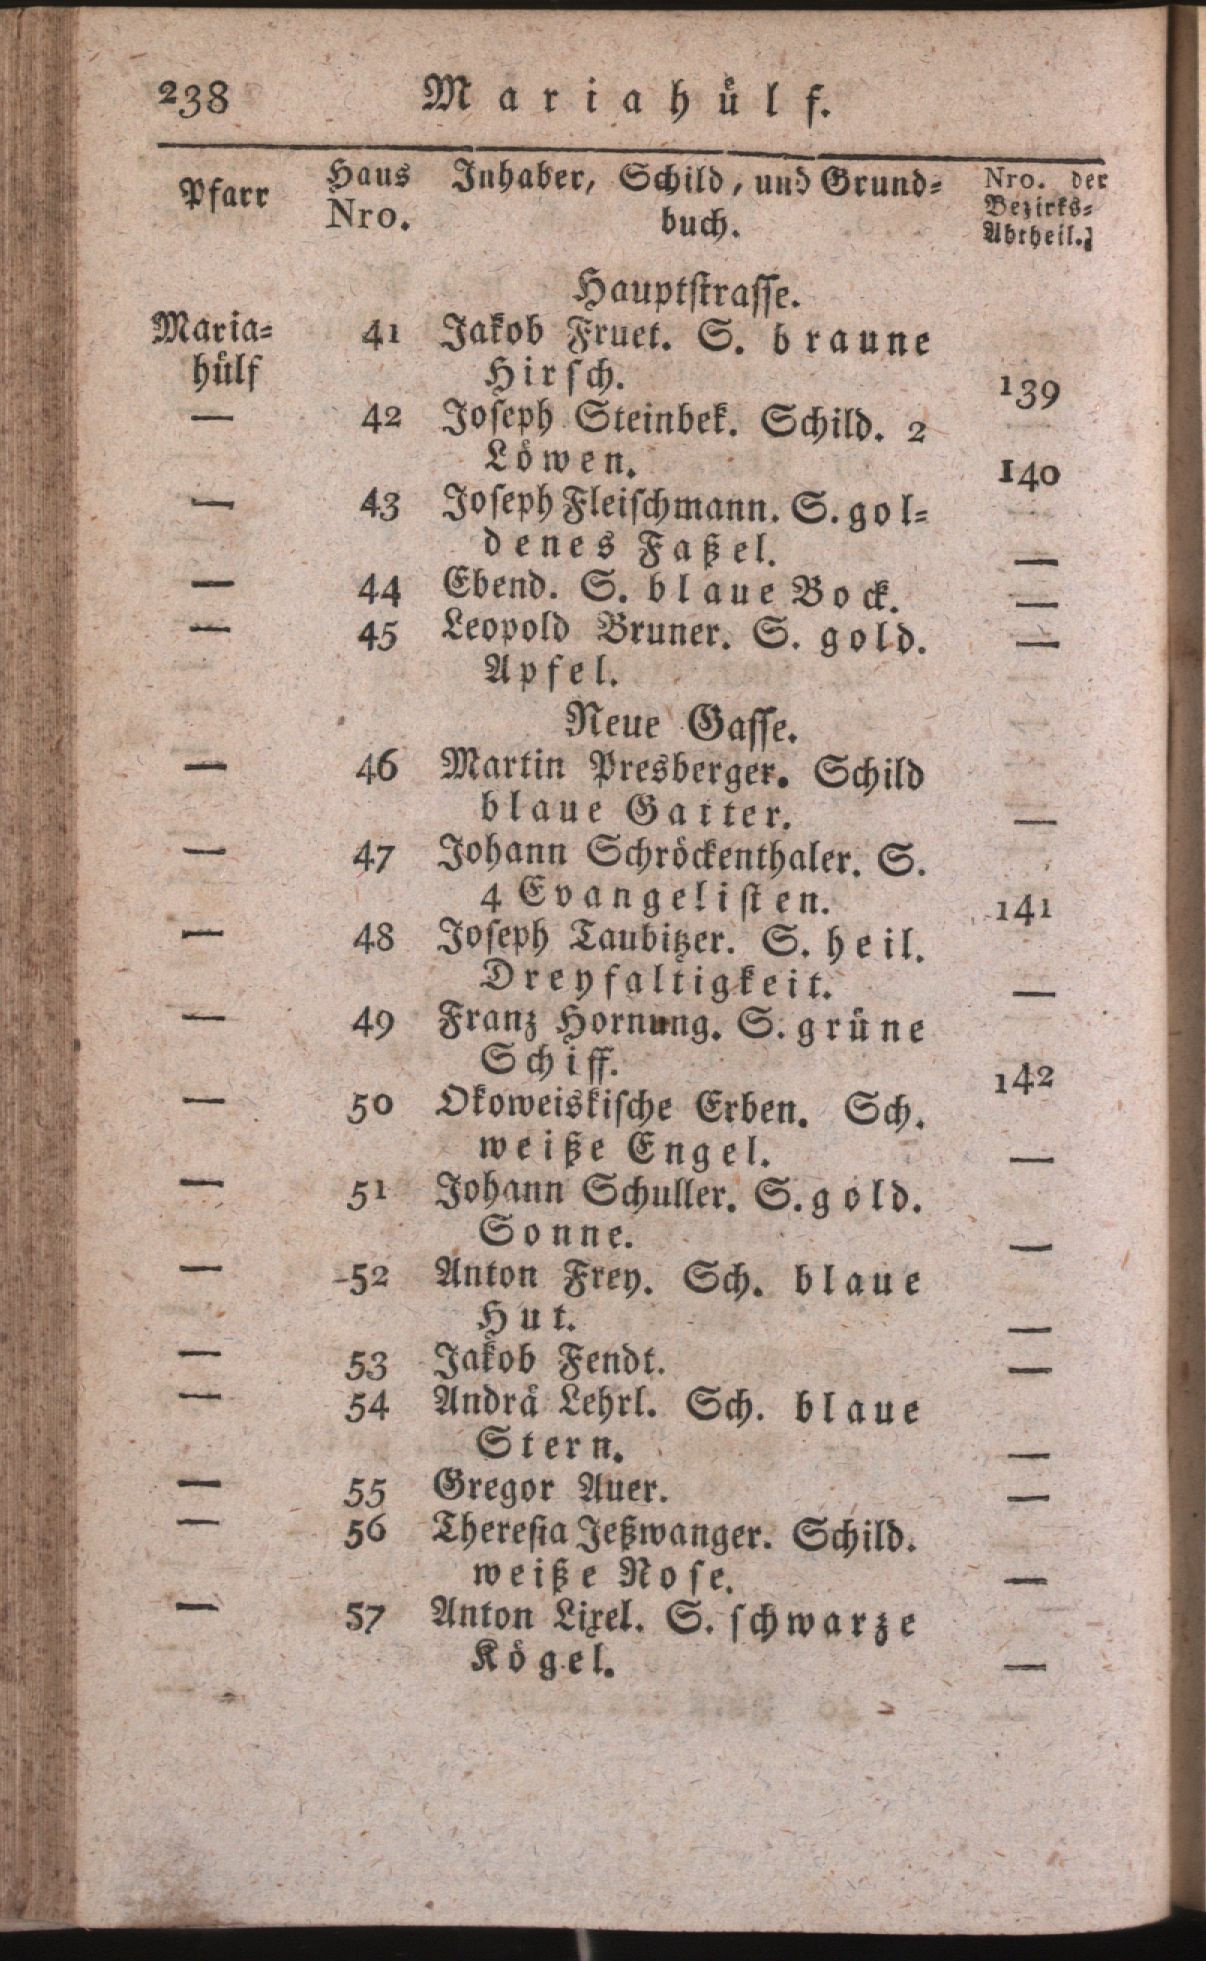 238 Mariahülf.
Pfarr Haus Nro. Inhaber, Schild, und Grund- Nro. der
buch. Bezirks-
Abtheil.
Hauptstrasse.
Maria- 41 Jakob Fruet. S. braune
hülf Hirsch. 139
— 42 Joseph Steinbek. Schild. 2
Löwen. 140
— 43 Joseph Fleischmann. S. gol-
denes Faßel. —
— 44 Ebend. S. blaue Bock. —
— 45 Leopold Bruner. S. gold. —
Apfel.
Neue Gasse.
— 46 Martin Presberger. Schild
blaue Gatter. —
— 47 Johann Schröckenthaler. S.
4 Evangelisten. 141
— 48 Joseph Taubitzer. S. heil.
Dreyfaltigkeit. —
— 49 Franz Hornung. S. grüne
Schiff. 142
— 50 Okoweiskische Erben. Sch.
weiße Engel. —
— 51 Johann Schuller. S. gold.
Sonne. —
— 52 Anton Frey. Sch. blaue
Hut. —
— 53 Jakob Fendt. —
— 54 Andrä Lehrl. Sch. blaue
Stern. —
— 55 Gregor Auer. —
— 56 Theresia Jeßwanger. Schild.
weiße Rose. —
— 57 Anton Lixel. S. schwarze
Kögel. —